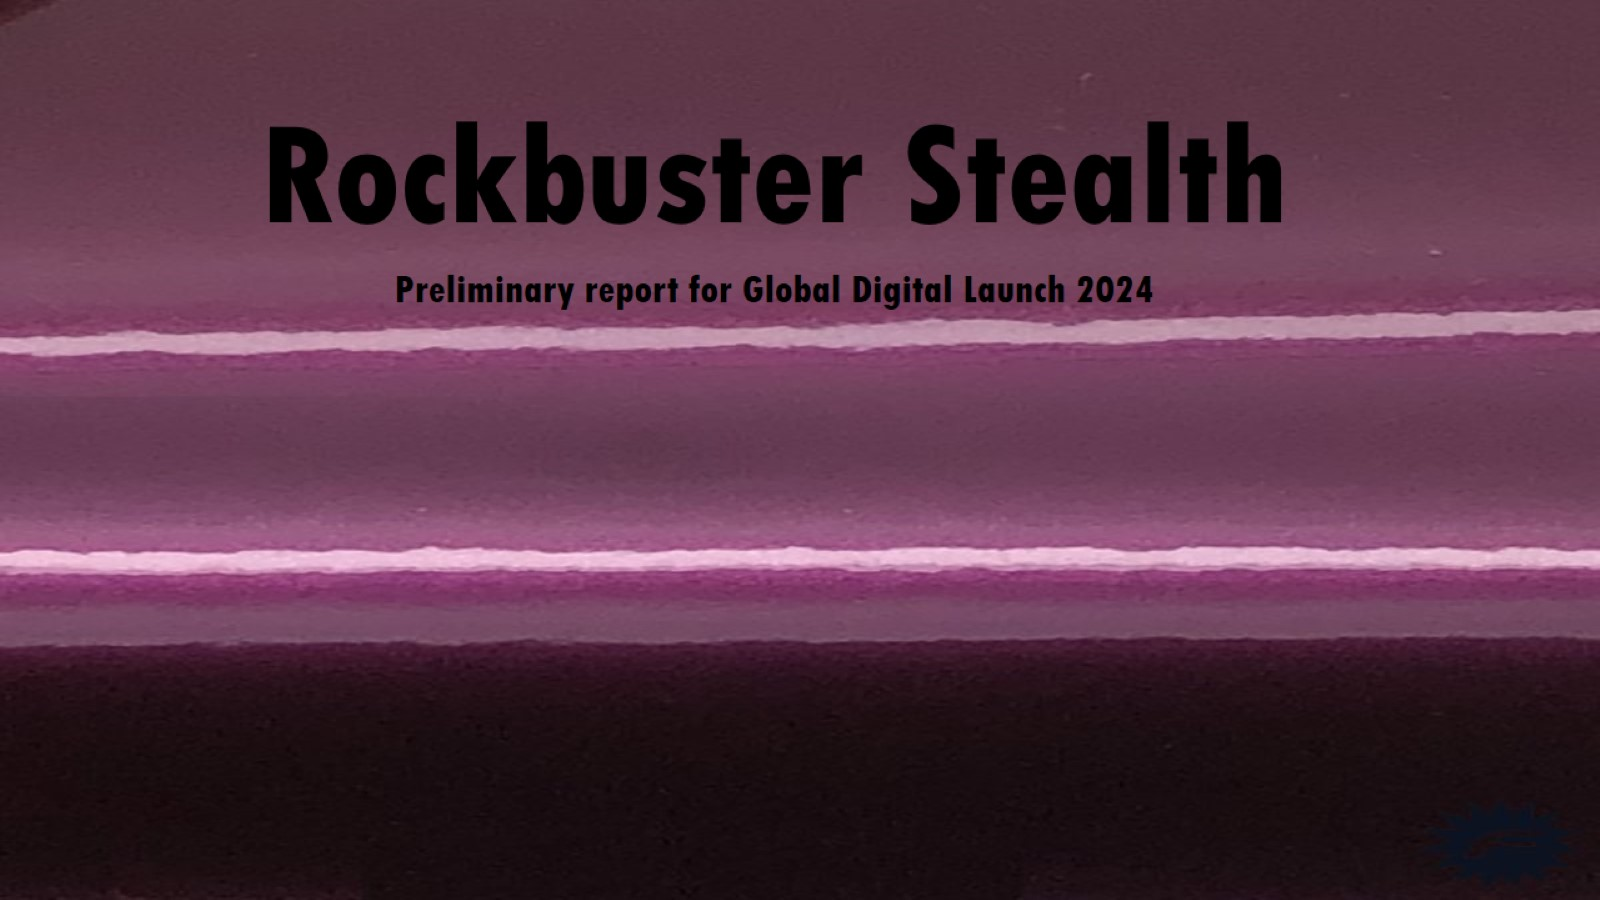 Rockbuster Stealth
Preliminary report for Global Digital Launch 2024